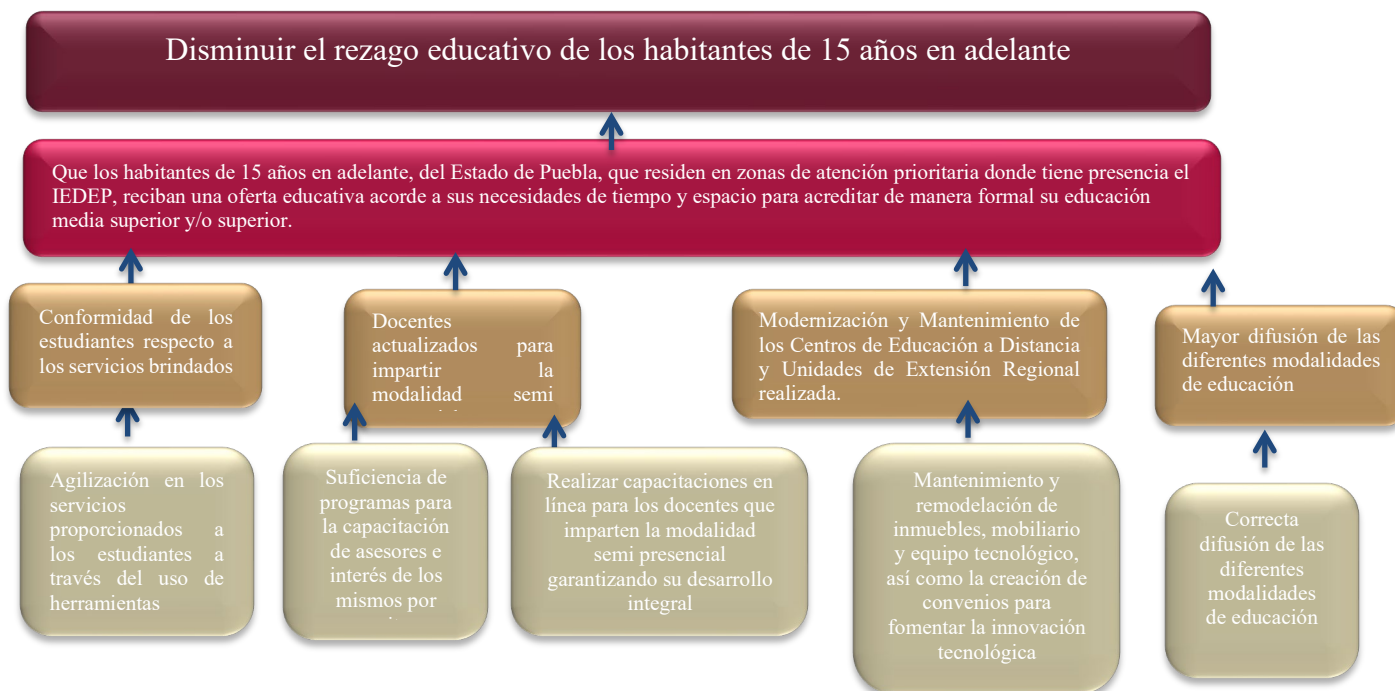 Disminuir el rezago educativo de los habitantes de 15 años en adelante
Que los habitantes de 15 años en adelante, del Estado de Puebla, que residen en zonas de atención prioritaria donde tiene presencia el
IEDEP, reciban una oferta educativa acorde a sus necesidades de tiempo y espacio para acreditar de manera formal su educación
media superior y/o superior.
Conformidad de los
estudiantes respecto a
los servicios brindados
Docentes
actualizados para
impartir la
modalidad semi
Modernización y Mantenimiento de
los Centros de Educación a Distancia
y Unidades de Extensión Regional
realizada.
Mayor difusión de las
diferentes modalidades
de educación
Agilización en los
servicios
proporcionados a
los estudiantes a
través del uso de
herramientas
Suficiencia de
programas para
la capacitación
de asesores e
interés de los
mismos por
Realizar capacitaciones en
línea para los docentes que
imparten la modalidad
semi presencial
garantizando su desarrollo
integral
Mantenimiento y
remodelación de
inmuebles, mobiliario
y equipo tecnológico,
así como la creación de
convenios para
fomentar la innovación
tecnológica
Correcta
difusión de las
diferentes
modalidades
de educación